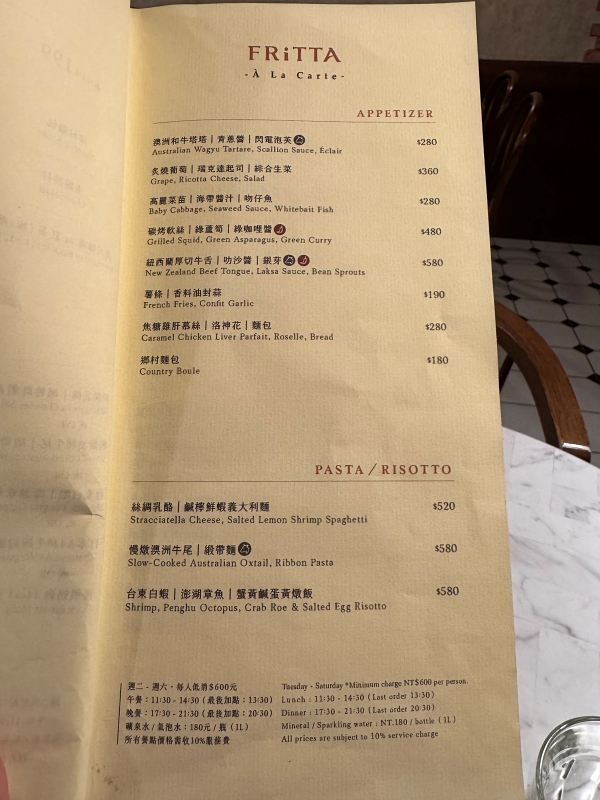 FRiTTA
-À La Carte-
APPETIZER
澳洲和牛塔塔 | 青蔥醬 | 閃電泡芙 $280
Australian Wagyu Tartare, Scallion Sauce, Éclair
炙燒葡萄 | 瑞克達起司 | 綜合生菜 $360
Grape, Ricotta Cheese, Salad
高麗菜苗 | 海帶醬汁 | 吻仔魚 $280
Baby Cabbage, Seaweed Sauce, Whitebait Fish
碳烤軟絲 | 綠蘆筍 | 綠咖哩醬 $480
Grilled Squid, Green Asparagus, Green Curry
紐西蘭厚切牛舌 | 叻沙醬 | 銀芽 $580
New Zealand Beef Tongue, Laksa Sauce, Bean Sprouts
薯條 | 香料油封蒜 $190
French Fries, Confit Garlic
焦糖雞肝慕絲 | 洛神花 | 麵包 $280
Caramel Chicken Liver Parfait, Roselle, Bread
鄉村麵包 $180
Country Boule
PASTA/RISOTTO
絲綢乳酪 | 鹹檸鮮蝦義大利麵 $520
Stracciatella Cheese, Salted Lemon Shrimp Spaghetti
慢燉澳洲牛尾 | 緞帶麵 $580
Slow-Cooked Australian Oxtail, Ribbon Pasta
台東白蝦 | 澎湖章魚 | 蟹黃鹹蛋黃燉飯 $580
Shrimp, Penghu Octopus, Crab Roe & Salted Egg Risotto
週二 - 週六・每人低消$600元
午餐：11:30 - 14:30（最後加點：13:30）
晚餐：17:30 - 21:30（最後加點：20:30）
礦泉水 / 氣泡水：180元 / 瓶（1L）
所有餐點價格需收10%服務費
Tuesday - Saturday *Minimum charge NT$600 per person.
Lunch : 11:30 - 14:30 ( Last order 13:30)
Dinner : 17:30 - 21:30 ( Last order 20:30)
Mineral / Sparkling water : NT.180 / bottle ( 1L )
All prices are subject to 10% service charge